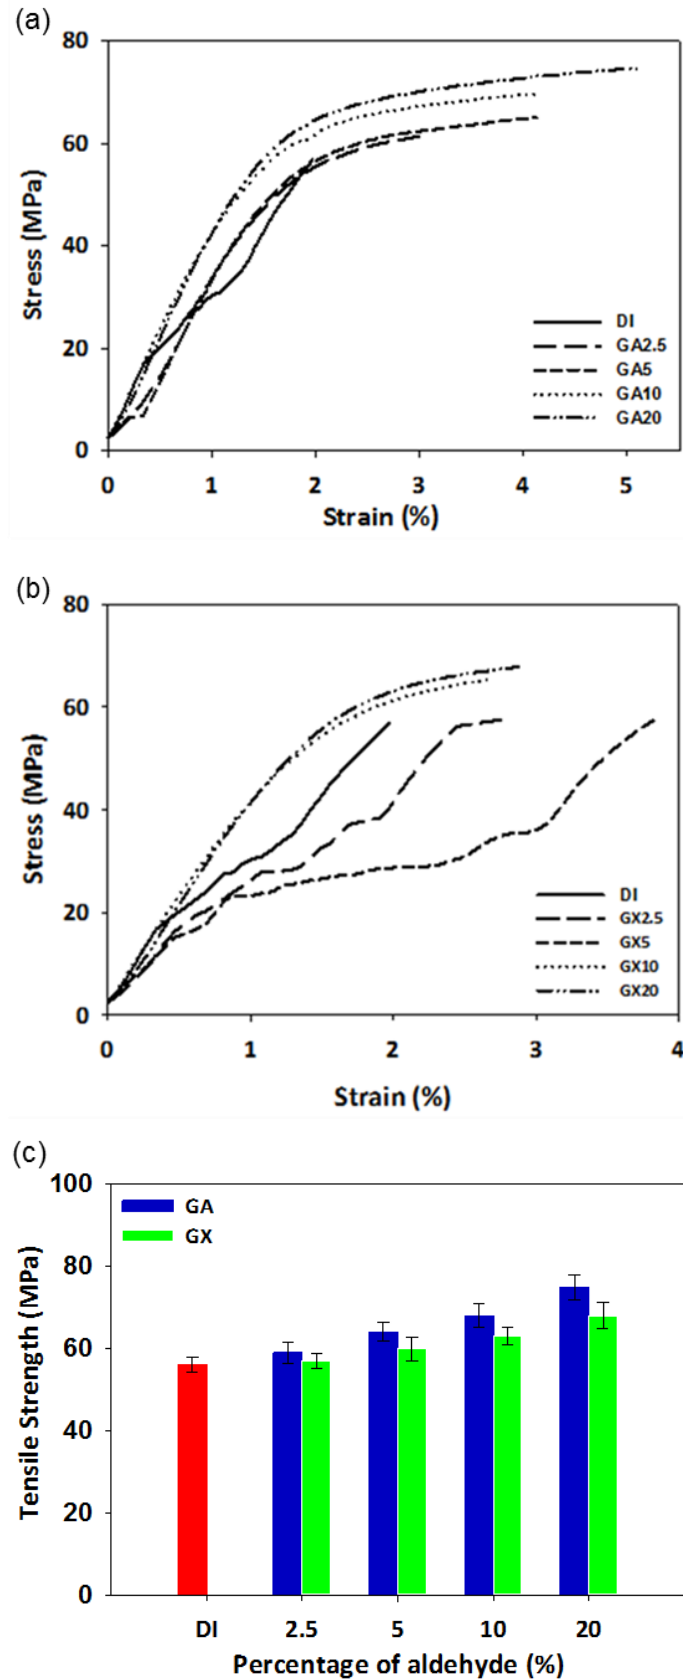 (a)
80
60
40
20
0
Stress (MPa)
DI
GA2.5
GA5
GA10
GA20
0 1 2 3 4 5
Strain (%)
(b)
80
60
40
20
0
Stress (MPa)
DI
GX2.5
GX5
GX10
GX20
0 1 2 3 4
Strain (%)
(c)
100
80
60
40
20
0
Tensile Strength (MPa)
GA
GX
DI 2.5 5 10 20
Percentage of aldehyde (%)